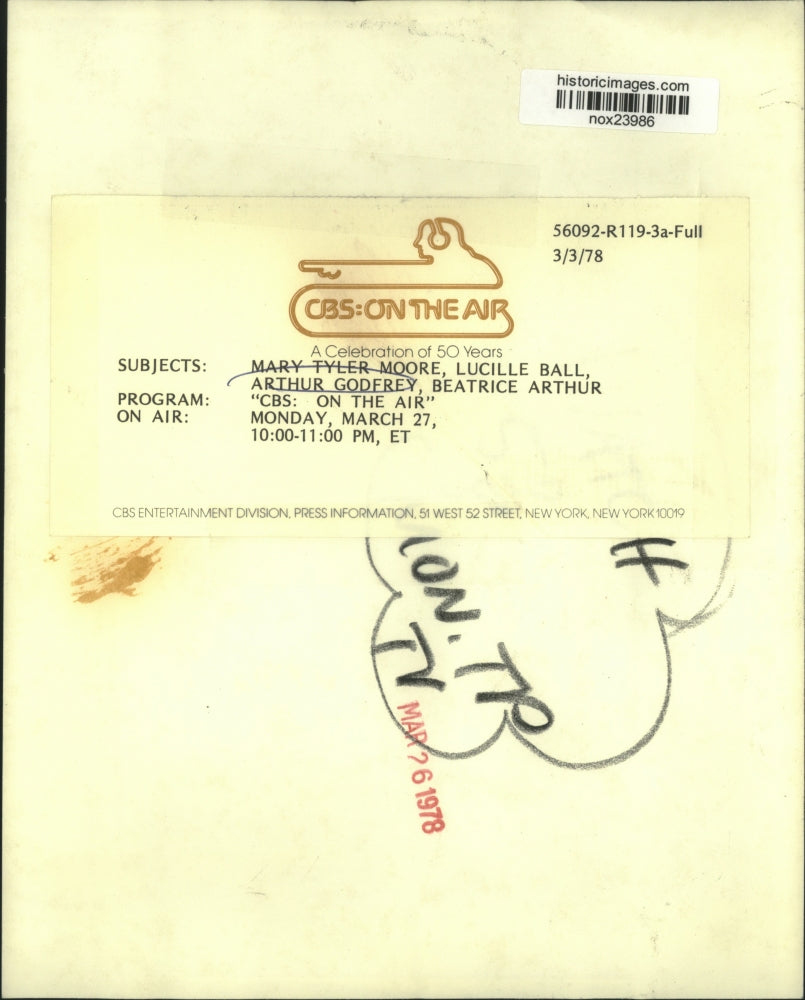 historicimages.com
nox23986
56092-R119-3a-Full
3/3/78
CBS: ON THE AIR
A Celebration of 50 Years
SUBJECTS: MARY TYLER MOORE, LUCILLE BALL,
ARTHUR GODFREY, BEATRICE ARTHUR
PROGRAM: "CBS: ON THE AIR"
ON AIR: MONDAY, MARCH 27,
10:00-11:00 PM, ET
CBS ENTERTAINMENT DIVISION, PRESS INFORMATION, 51 WEST 52 STREET, NEW YORK, NEW YORK 10019
ON. TP
TV
MAR 26 1978